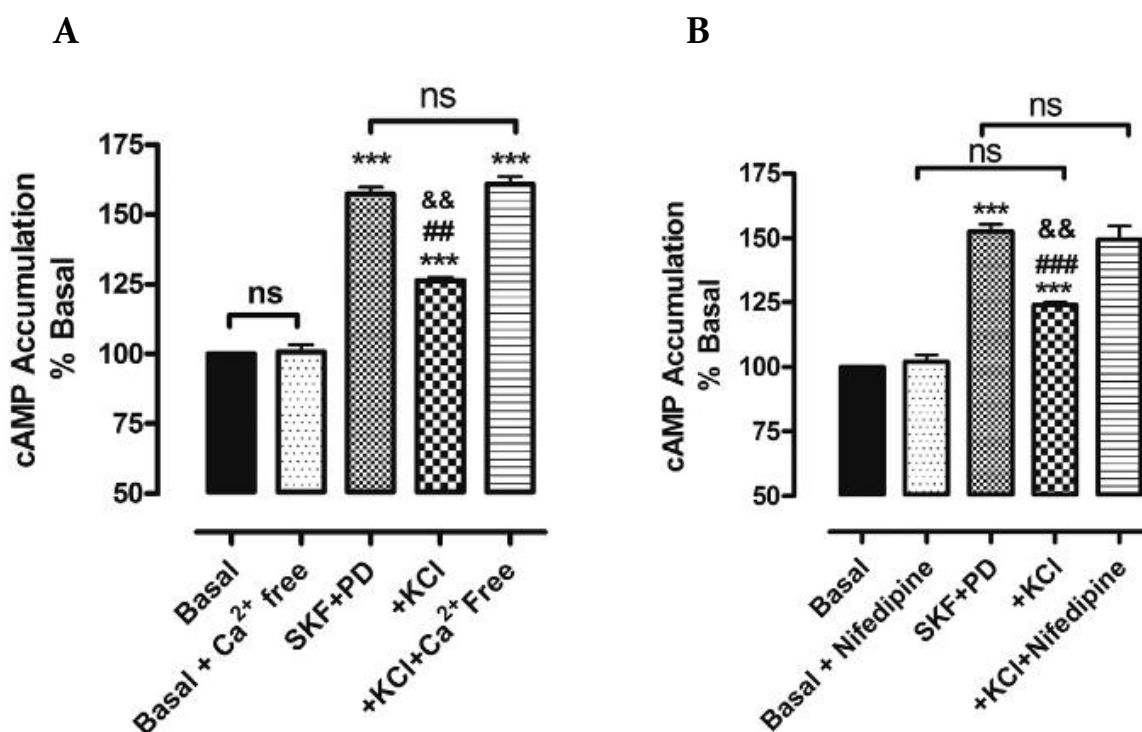 A
ns
175
150
125
100
75
50
cAMP Accumulation
% Basal
ns
***
&&
##
***
***
Basal
Basal + Ca²⁺ free
SKF+PD
+KCl
+KCl+Ca²⁺Free
B
ns
ns
175
150
125
100
75
50
cAMP Accumulation
% Basal
***
&&
###
***
Basal
Basal + Nifedipine
SKF+PD
+KCl
+KCl+Nifedipine